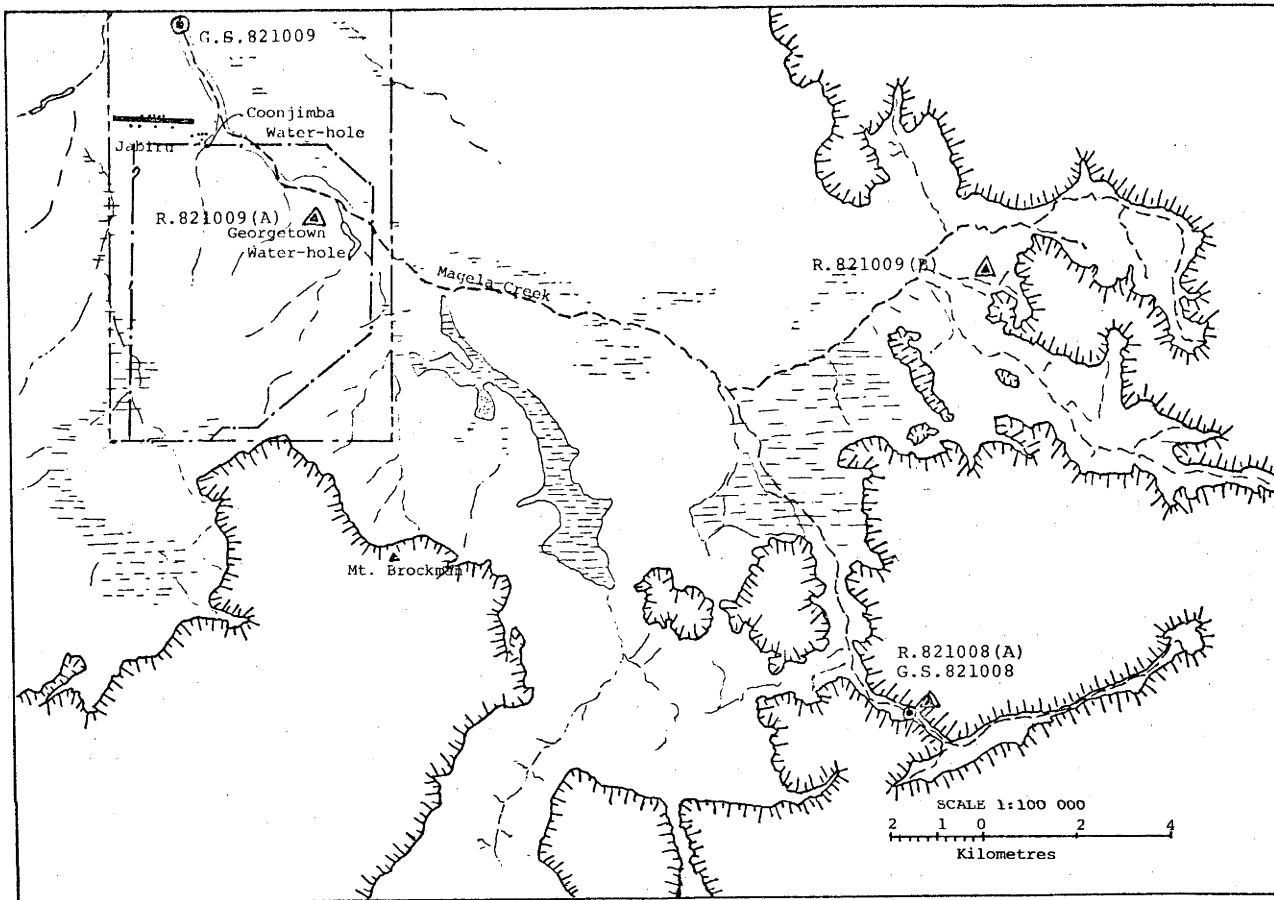 G.S.821009
Coonjimba
Water-hole
Jabiru
R.821009(A)
Georgetown
Water-hole
R.821009(B)
Magela Creek
Mt. Brockman
R.821008(A)
G.S.821008
SCALE 1:100 000
2 1 0 2 4
Kilometres